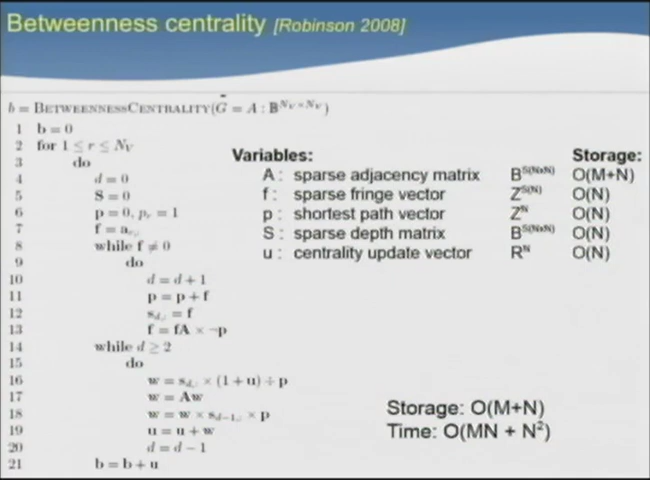 Betweenness centrality [Robinson 2008]
b = BETWEENNESSCENTRALITY(G̃ = A : 𝔹^{N_V×N_V})
1 b = 0
2 for 1 ≤ r ≤ N_V
3 do
4 d = 0
5 S = 0
6 p = 0, p_r = 1
7 f = a_{r,:}
8 while f ≠ 0
9 do
10 d = d + 1
11 p = p + f
12 s_{d,:} = f
13 f = fA × ¬p
14 while d ≥ 2
15 do
16 w = s_{d,:} × (1 + u) ÷ p
17 w = Aw
18 w = w × s_{d−1,:} × p
19 u = u + w
20 d = d − 1
21 b = b + u
Variables: Storage:
A : sparse adjacency matrix B^{S(NxN)} O(M+N)
f : sparse fringe vector Z^{S(N)} O(N)
p : shortest path vector Z^N O(N)
S : sparse depth matrix B^{S(NxN)} O(N)
u : centrality update vector R^N O(N)
Storage: O(M+N)
Time: O(MN + N²)